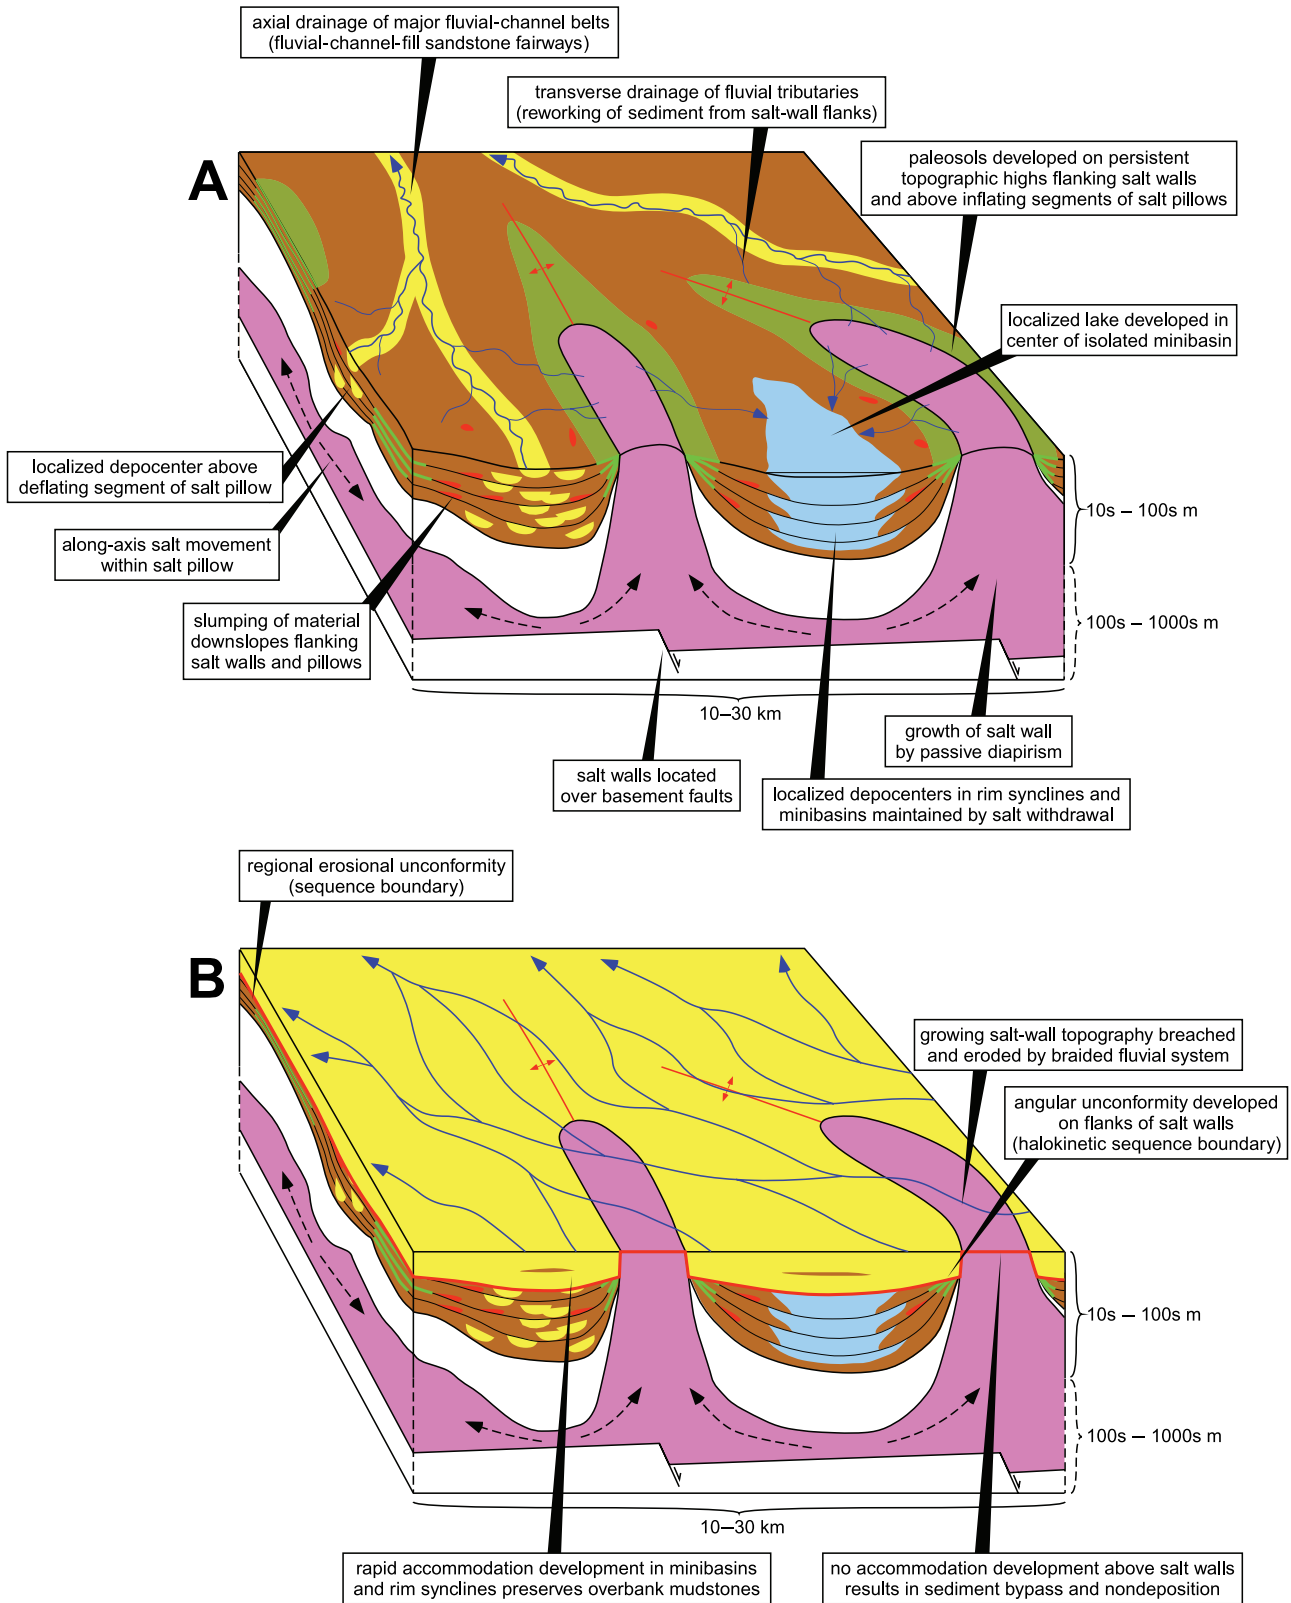 axial drainage of major fluvial-channel belts
(fluvial-channel-fill sandstone fairways)
transverse drainage of fluvial tributaries
(reworking of sediment from salt-wall flanks)
A
paleosols developed on persistent
topographic highs flanking salt walls
and above inflating segments of salt pillows
localized lake developed in
center of isolated minibasin
localized depocenter above
deflating segment of salt pillow
10s – 100s m
along-axis salt movement
within salt pillow
slumping of material
downslopes flanking
salt walls and pillows
100s – 1000s m
10–30 km
growth of salt wall
by passive diapirism
salt walls located
over basement faults
localized depocenters in rim synclines and
minibasins maintained by salt withdrawal
regional erosional unconformity
(sequence boundary)
B
growing salt-wall topography breached
and eroded by braided fluvial system
angular unconformity developed
on flanks of salt walls
(halokinetic sequence boundary)
10s – 100s m
100s – 1000s m
10–30 km
rapid accommodation development in minibasins
and rim synclines preserves overbank mudstones
no accommodation development above salt walls
results in sediment bypass and nondeposition